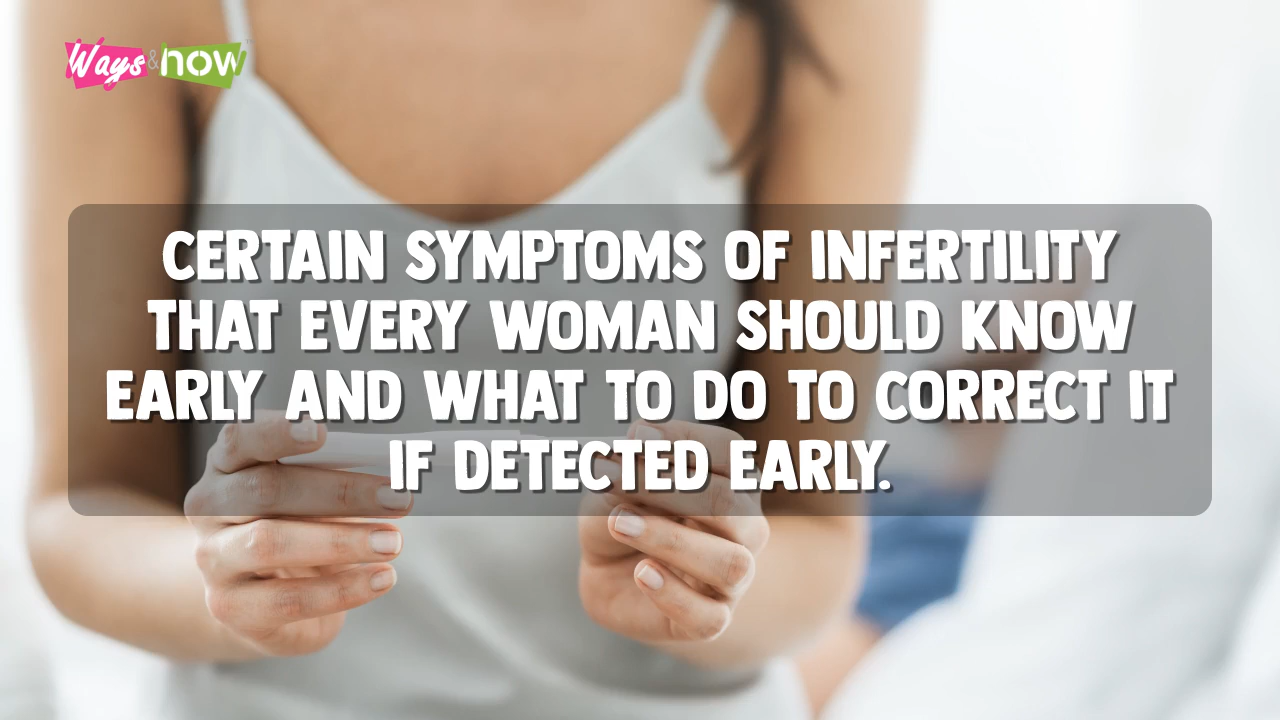 Ways & now
CERTAIN SYMPTOMS OF INFERTILITY
THAT EVERY WOMAN SHOULD KNOW
EARLY AND WHAT TO DO TO CORRECT IT
IF DETECTED EARLY.